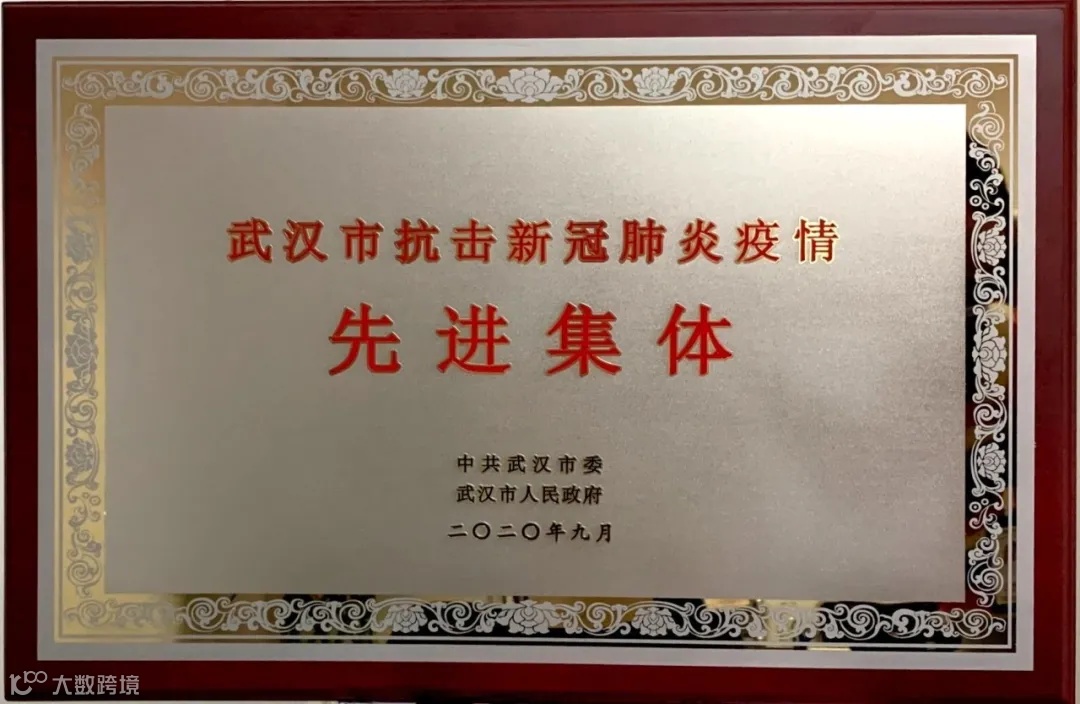 武汉市抗击新冠肺炎疫情
先进集体
中共武汉市委
武汉市人民政府
二〇二〇年九月
大数跨境